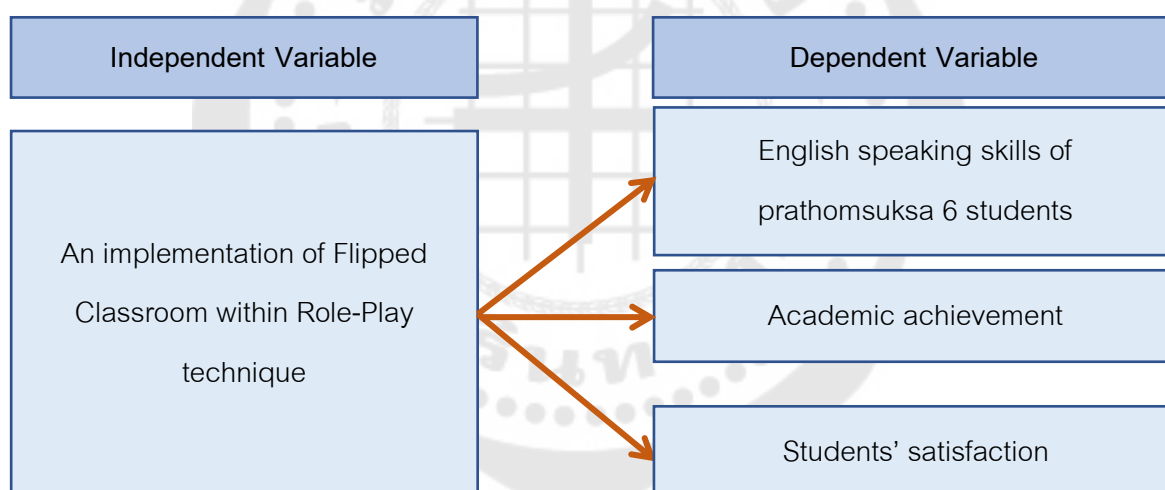 Independent Variable
Dependent Variable
An implementation of Flipped
Classroom within Role-Play
technique
English speaking skills of
prathomsuksa 6 students
Academic achievement
Students’ satisfaction